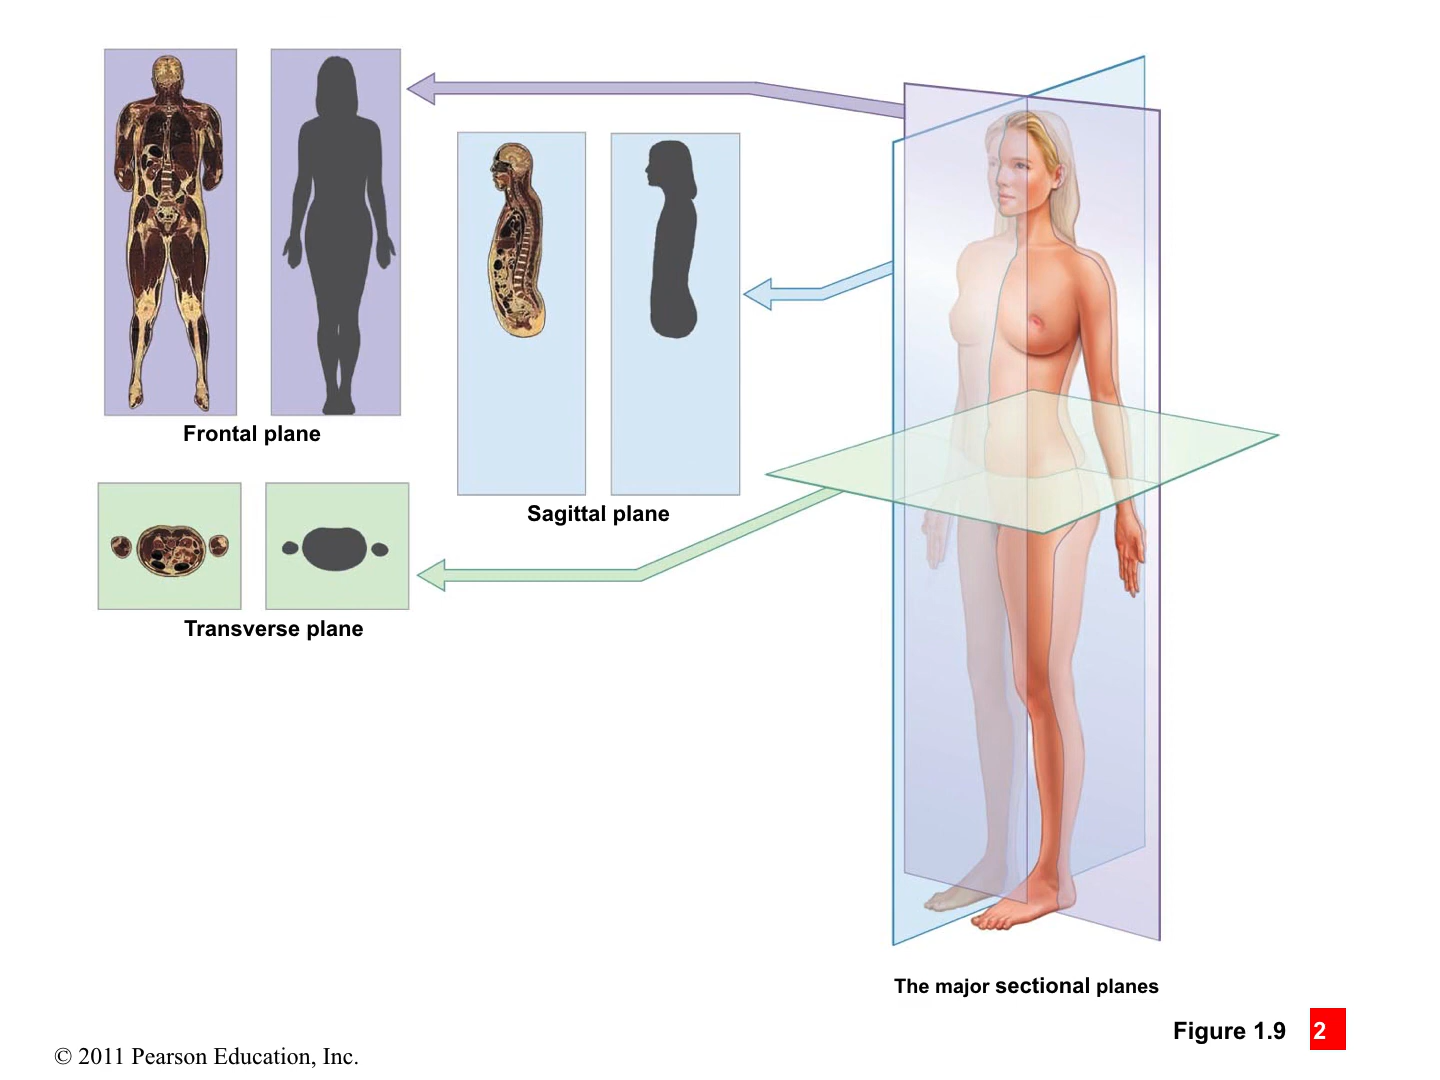 Frontal plane
Sagittal plane
Transverse plane
The major sectional planes
Figure 1.9 2
© 2011 Pearson Education, Inc.